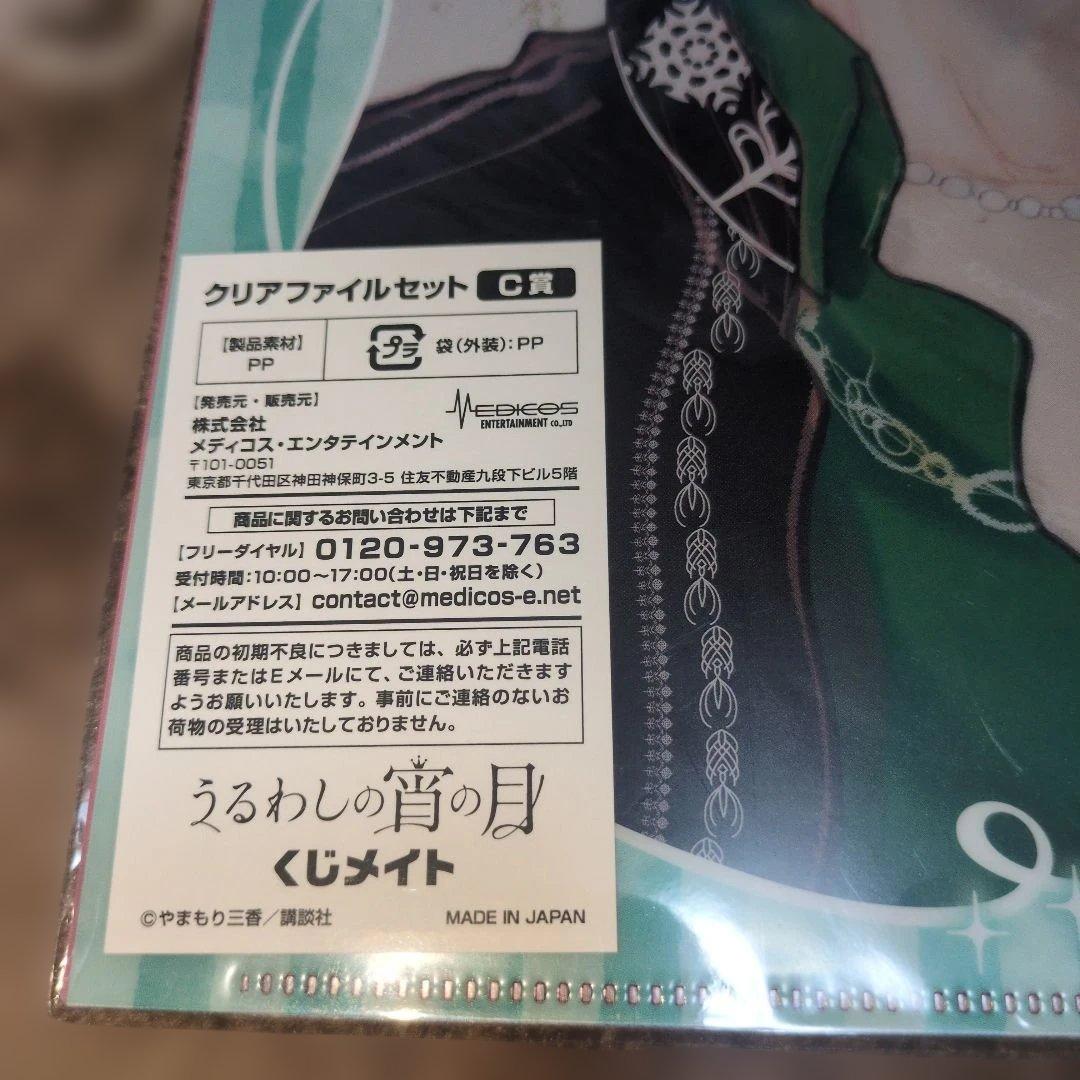 クリアファイルセット C賞
【製品素材】
PP
プラ 袋(外装):PP
【発売元・販売元】
株式会社
メディコス・エンタテインメント
MEDICOS
ENTERTAINMENT CO.,LTD
〒101-0051
東京都千代田区神田神保町3-5 住友不動産九段下ビル5階
商品に関するお問い合わせは下記まで
【フリーダイヤル】0120-973-763
受付時間:10:00〜17:00(土・日・祝日を除く)
【メールアドレス】contact@medicos-e.net
商品の初期不良につきましては、必ず上記電話
番号またはEメールにて、ご連絡いただきます
ようお願いいたします。事前にご連絡のないお
荷物の受理はいたしておりません。
うるわしの宵の月
くじメイト
©やまもり三香/講談社 MADE IN JAPAN